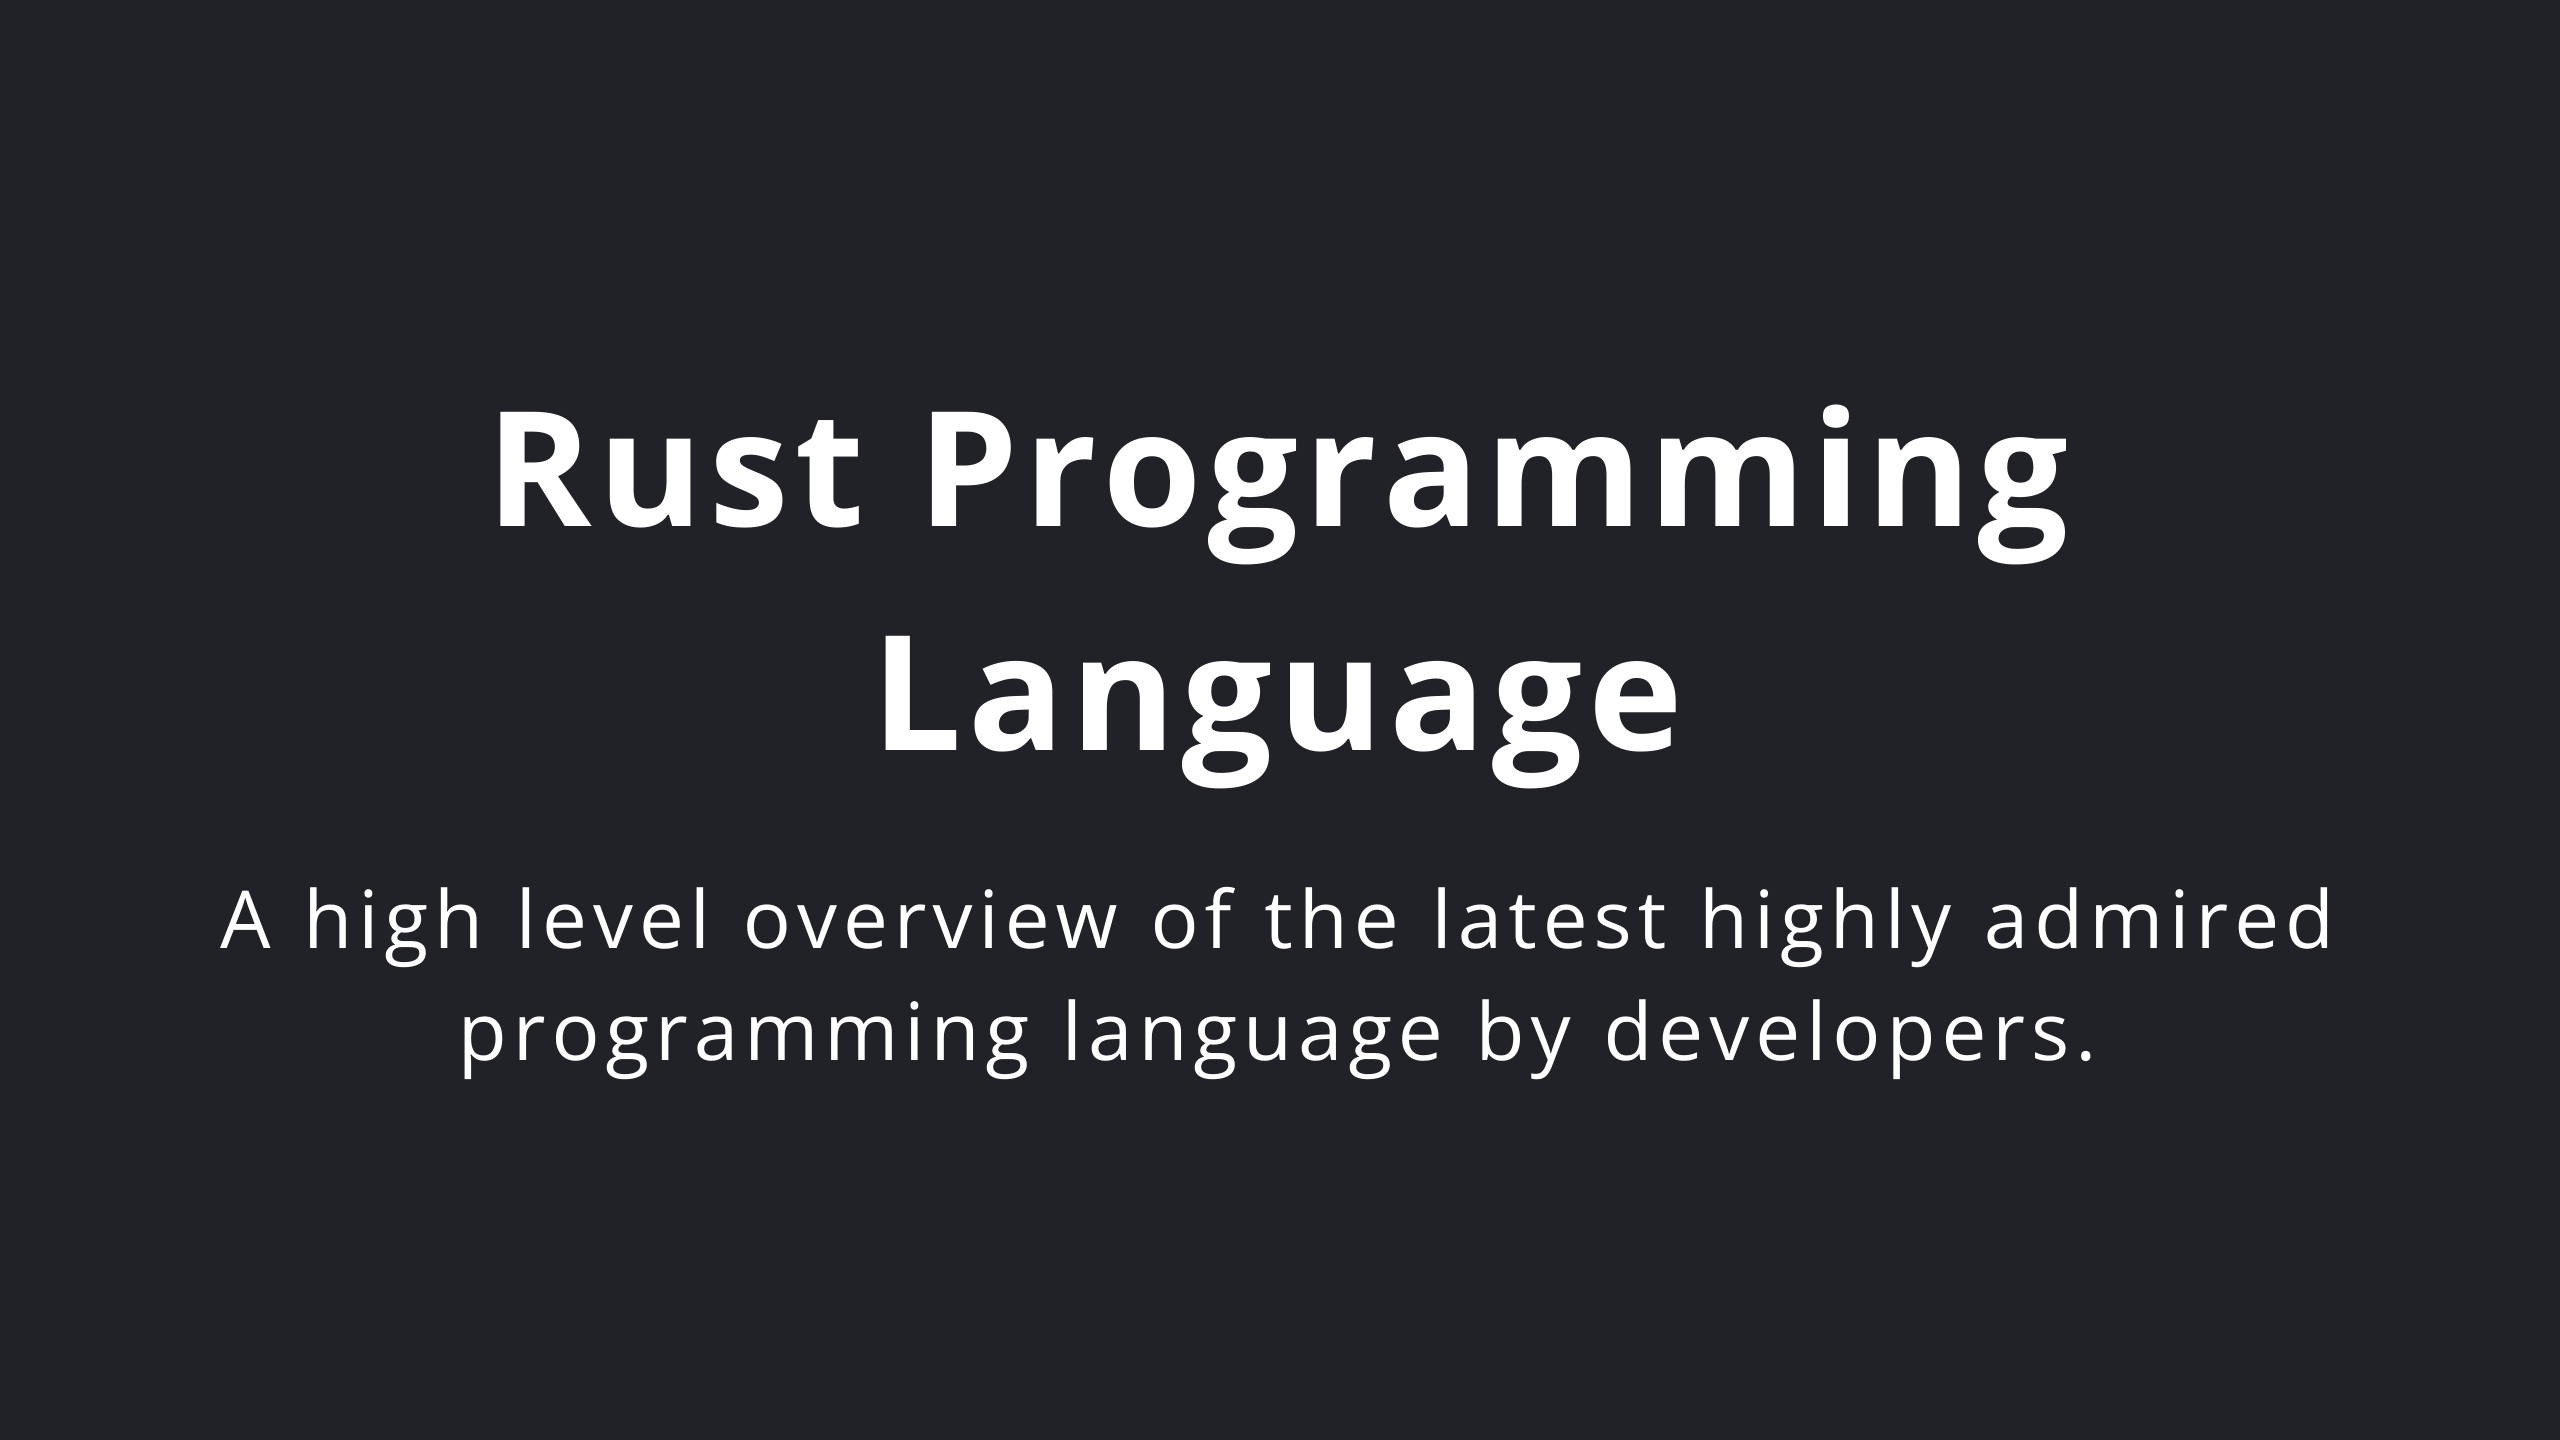 Rust Programming
Language
A high level overview of the latest highly admired
programming language by developers.